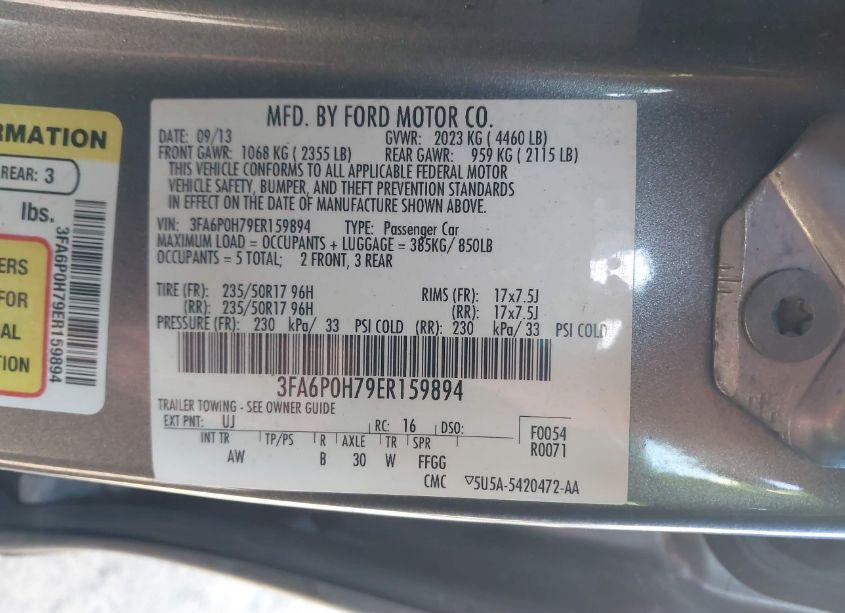 RMATION
REAR: 3
lbs.
ERS
FOR
AL
TION
3FA6P0H79ER159894
MFD. BY FORD MOTOR CO.
DATE: 09/13 GVWR: 2023 KG ( 4460 LB)
FRONT GAWR: 1068 KG ( 2355 LB) REAR GAWR: 959 KG ( 2115 LB)
THIS VEHICLE CONFORMS TO ALL APPLICABLE FEDERAL MOTOR
VEHICLE SAFETY, BUMPER, AND THEFT PREVENTION STANDARDS
IN EFFECT ON THE DATE OF MANUFACTURE SHOWN ABOVE.
VIN: 3FA6P0H79ER159894 TYPE: Passenger Car
MAXIMUM LOAD = OCCUPANTS + LUGGAGE = 385KG/ 850LB
OCCUPANTS = 5 TOTAL; 2 FRONT, 3 REAR
TIRE (FR): 235/50R17 96H RIMS (FR): 17x7.5J
(RR): 235/50R17 96H (RR): 17x7.5J
PRESSURE (FR): 230 kPa/ 33 PSI COLD (RR): 230 kPa/ 33 PSI COLD
3FA6P0H79ER159894
TRAILER TOWING - SEE OWNER GUIDE
EXT PNT: UJ RC: 16 DSO:
F0054
R0071
INT TR TP/PS R AXLE TR SPR
AW B 30 W FFGG
CMC ▽5U5A-5420472-AA